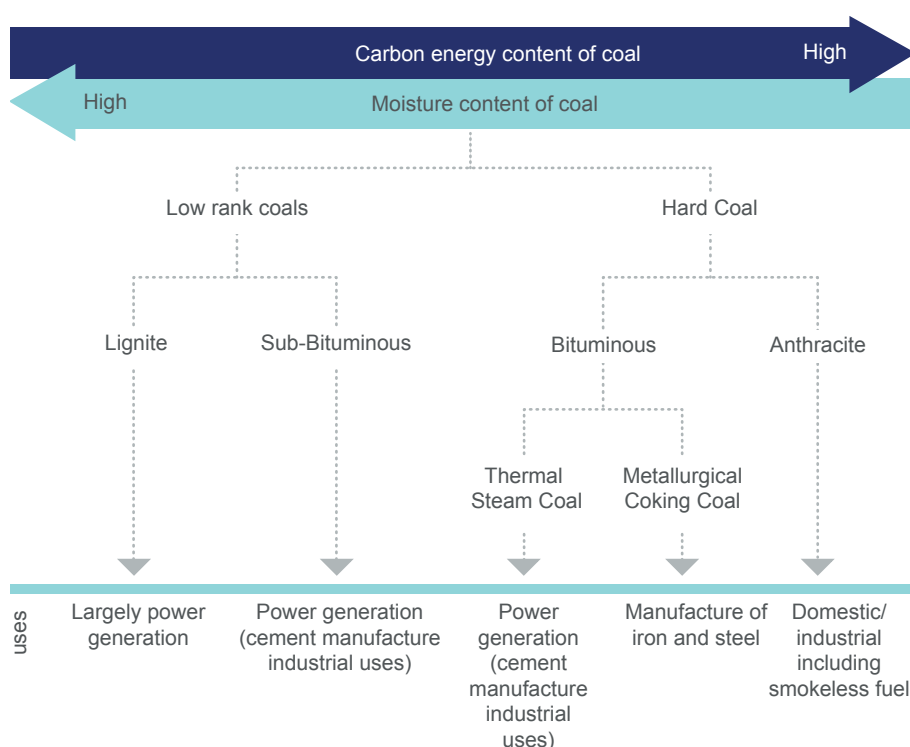 Carbon energy content of coal
High
High
Moisture content of coal
Low rank coals
Hard Coal
Lignite
Sub-Bituminous
Bituminous
Anthracite
Thermal
Steam Coal
Metallurgical
Coking Coal
uses
Largely power
generation
Power generation
(cement manufacture
industrial uses)
Power
generation
(cement
manufacture
industrial
uses)
Manufacture of
iron and steel
Domestic/
industrial
including
smokeless fuel